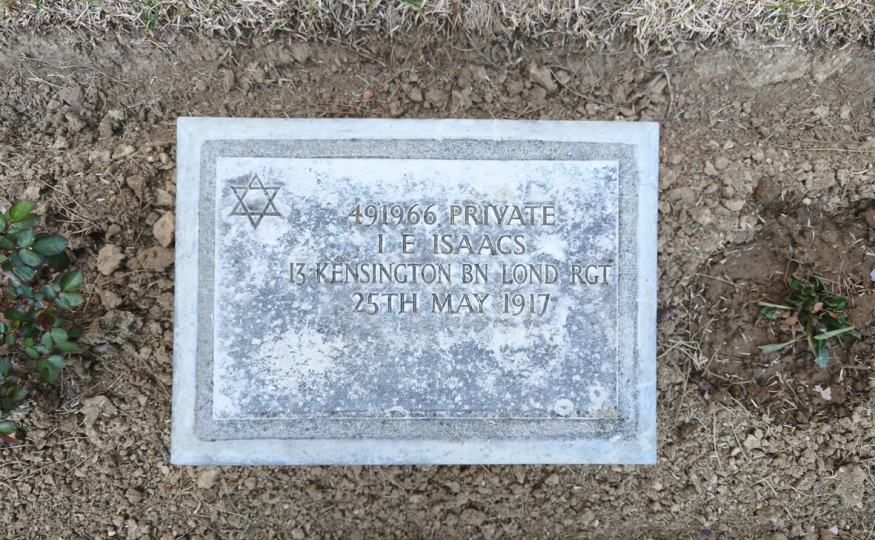 491966 PRIVATE
I E ISAACS
13·KENSINGTON BN LOND RGT
25TH MAY 1917